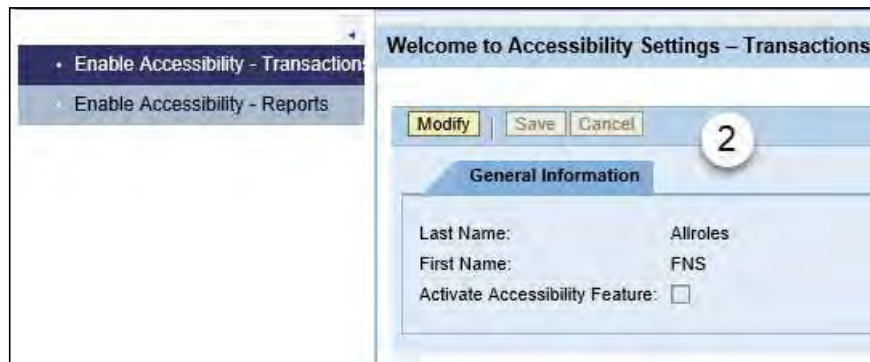 • Enable Accessibility - Transaction
Enable Accessibility - Reports
Welcome to Accessibility Settings – Transactions
Modify | Save Cancel
2
General Information
Last Name: Allroles
First Name: FNS
Activate Accessibility Feature: